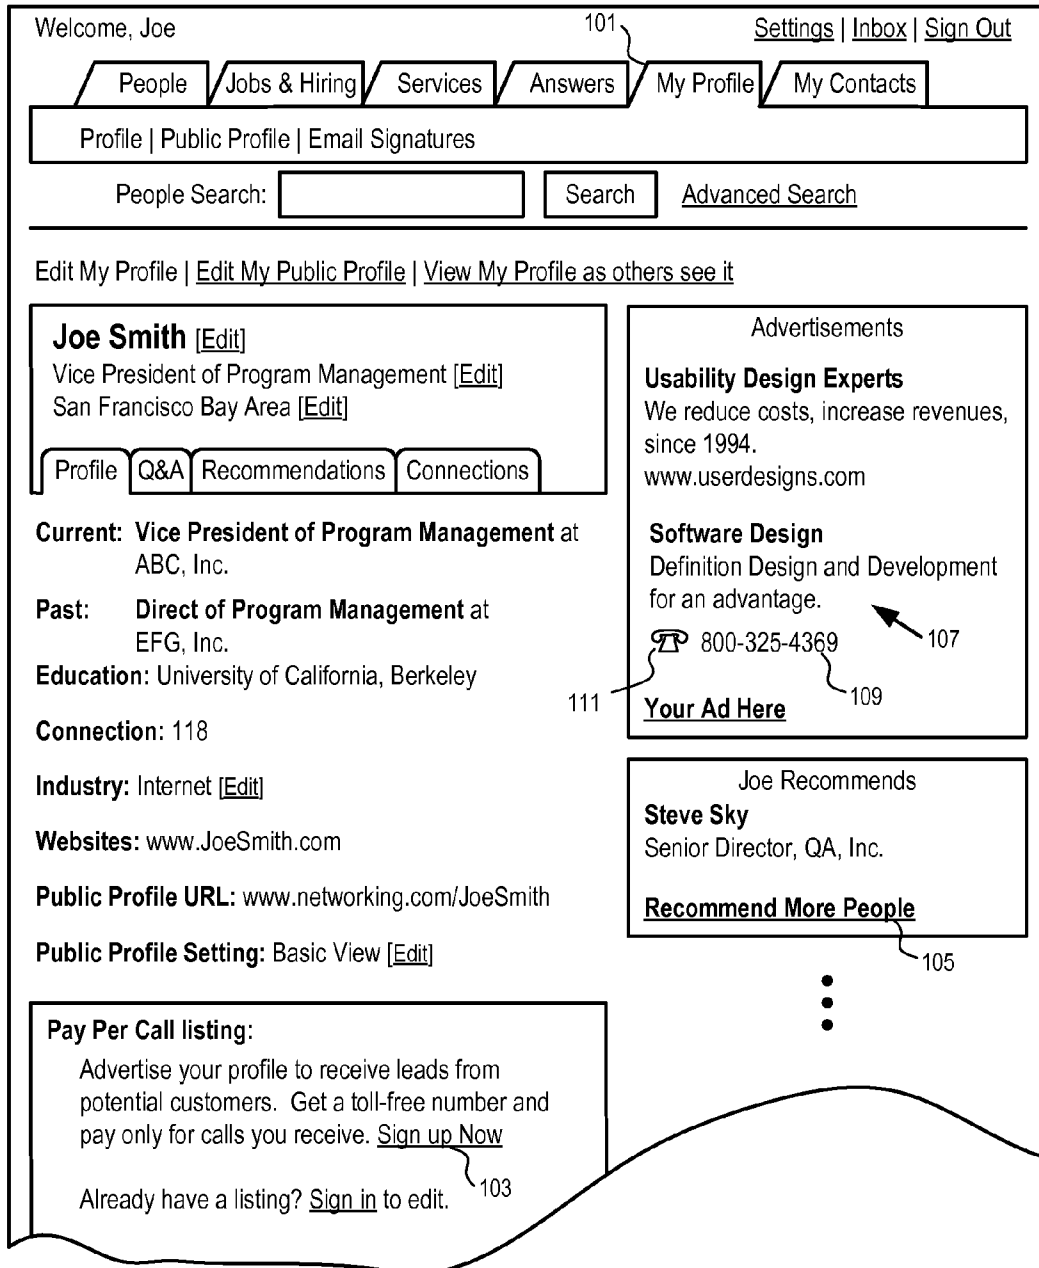 Welcome, Joe
101
Settings | Inbox | Sign Out
People
Jobs & Hiring
Services
Answers
My Profile
My Contacts
Profile | Public Profile | Email Signatures
People Search:
Search
Advanced Search
Edit My Profile | Edit My Public Profile | View My Profile as others see it
Joe Smith [Edit]
Vice President of Program Management [Edit]
San Francisco Bay Area [Edit]
Profile
Q&A
Recommendations
Connections
Current: Vice President of Program Management at
ABC, Inc.
Past: Direct of Program Management at
EFG, Inc.
Education: University of California, Berkeley
Connection: 118
Industry: Internet [Edit]
Websites: www.JoeSmith.com
Public Profile URL: www.networking.com/JoeSmith
Public Profile Setting: Basic View [Edit]
Pay Per Call listing:
Advertise your profile to receive leads from
potential customers. Get a toll-free number and
pay only for calls you receive. Sign up Now
103
Already have a listing? Sign in to edit.
Advertisements
Usability Design Experts
We reduce costs, increase revenues,
since 1994.
www.userdesigns.com
Software Design
Definition Design and Development
for an advantage.
107
800-325-4369
111
109
Your Ad Here
Joe Recommends
Steve Sky
Senior Director, QA, Inc.
Recommend More People
105